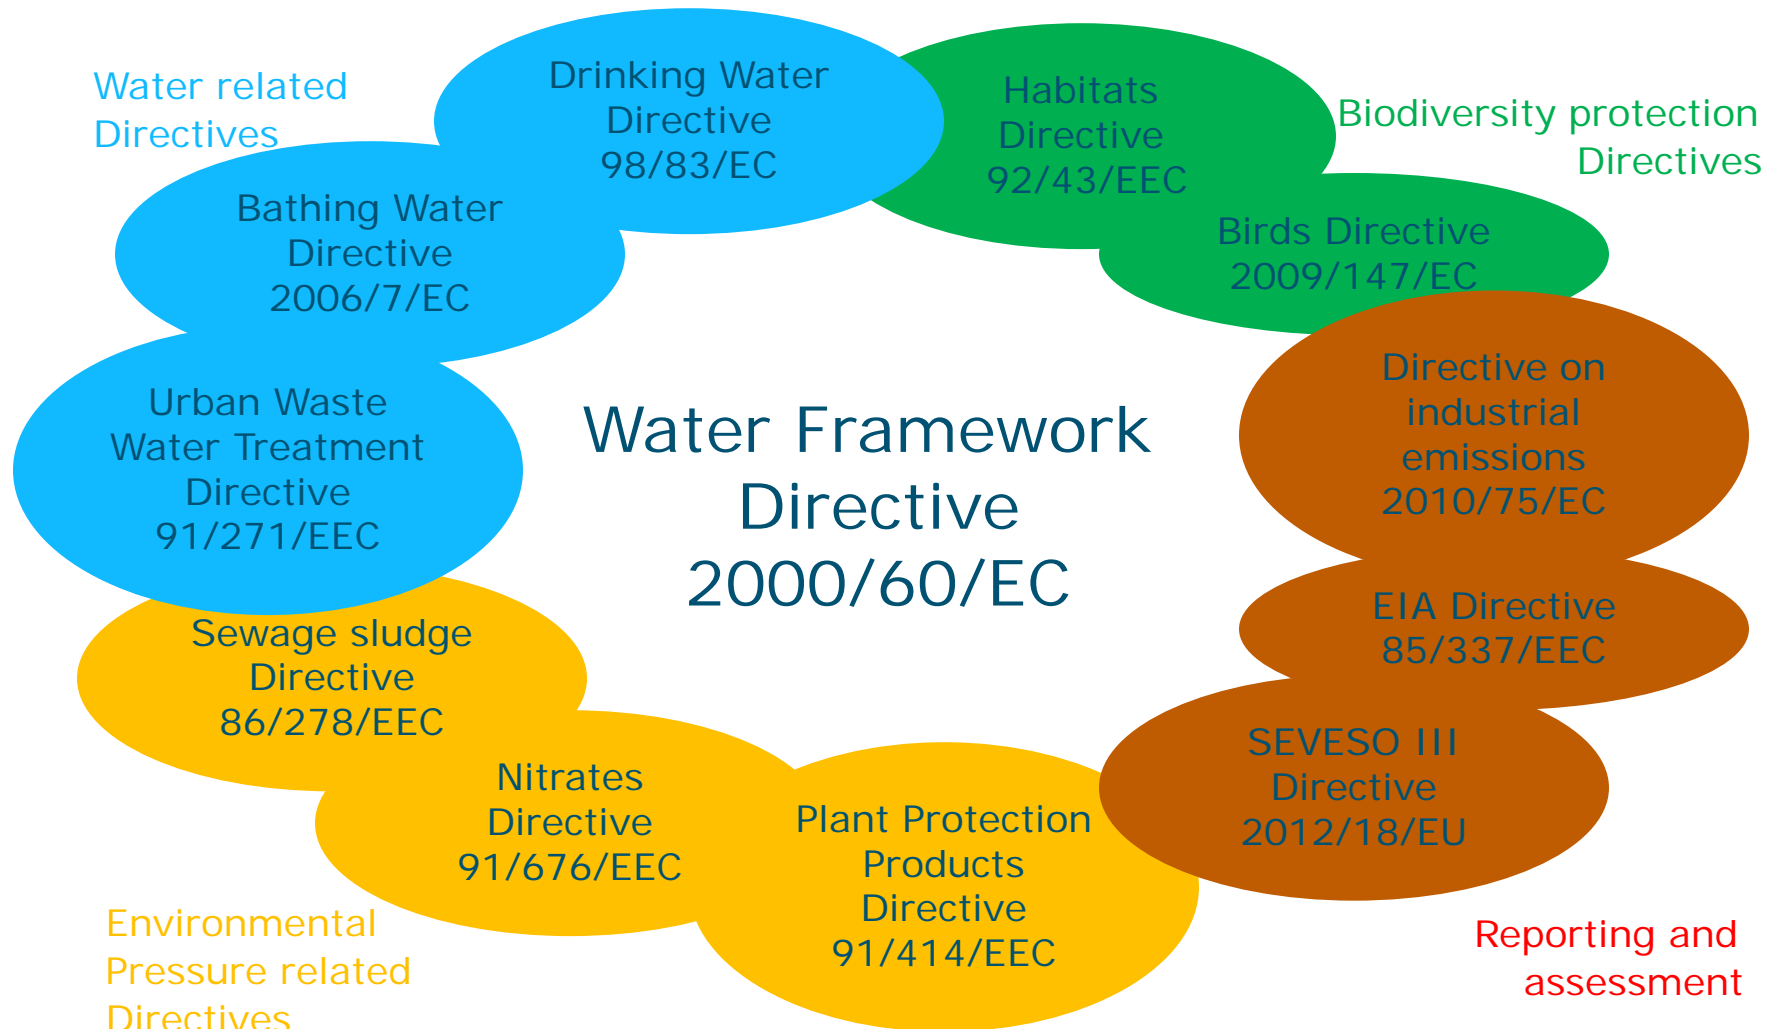 Water related
Directives
Drinking Water
Directive
98/83/EC
Habitats
Directive
92/43/EEC
Biodiversity protection
Directives
Bathing Water
Directive
2006/7/EC
Birds Directive
2009/147/EC
Urban Waste
Water Treatment
Directive
91/271/EEC
Water Framework
Directive
2000/60/EC
Directive on
industrial
emissions
2010/75/EC
EIA Directive
85/337/EEC
Sewage sludge
Directive
86/278/EEC
Nitrates
Directive
91/676/EEC
Plant Protection
Products
Directive
91/414/EEC
SEVESO III
Directive
2012/18/EU
Environmental
Pressure related
Directives
Reporting and
assessment